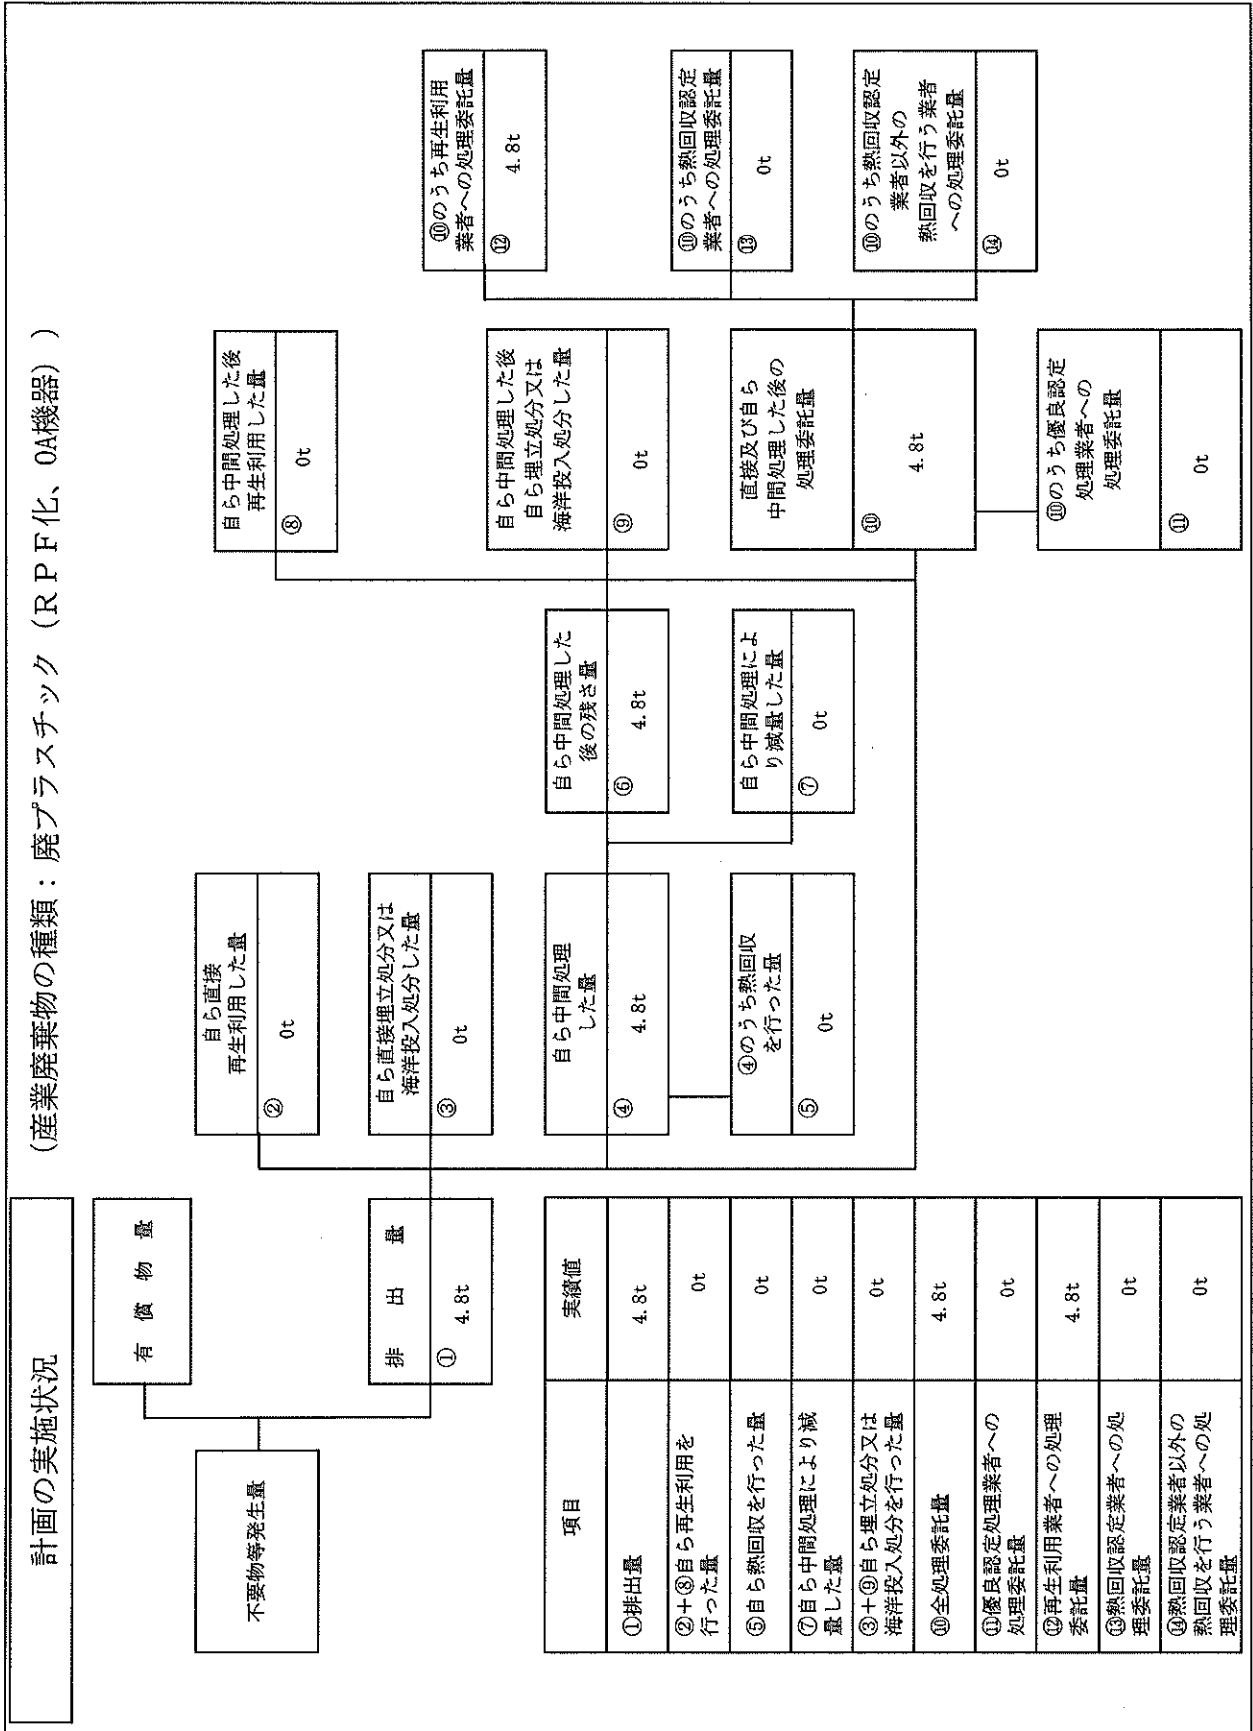 計画の実施状況
(産業廃棄物の種類：廃プラスチック（ＲＰＦ化、OA機器））
不要物等発生量
有償物量
排出量
① 4.8t
自ら直接
再生利用した量
② 0t
自ら直接埋立処分又は
海洋投入処分した量
③ 0t
自ら中間処理
した量
④ 4.8t
④のうち熱回収
を行った量
⑤ 0t
自ら中間処理した
後の残さ量
⑥ 4.8t
自ら中間処理によ
り減量した量
⑦ 0t
自ら中間処理した後
再生利用した量
⑧ 0t
自ら中間処理した後
自ら埋立処分又は
海洋投入処分した量
⑨ 0t
直接及び自ら
中間処理した後の
処理委託量
⑩ 4.8t
⑩のうち優良認定
処理業者への
処理委託量
⑪ 0t
⑩のうち再生利用
業者への処理委託量
⑫ 4.8t
⑩のうち熱回収認定
業者への処理委託量
⑬ 0t
⑩のうち熱回収認定
業者以外の
熱回収を行う業者
への処理委託量
⑭ 0t
項目 実績値
①排出量 4.8t
②＋⑧自ら再生利用を
行った量 0t
⑤自ら熱回収を行った量 0t
⑦自ら中間処理により減
量した量 0t
③＋⑨自ら埋立処分又は
海洋投入処分を行った量 0t
⑩全処理委託量 4.8t
⑪優良認定処理業者への
処理委託量 0t
⑫再生利用業者への処理
委託量 4.8t
⑬熱回収認定業者への処
理委託量 0t
⑭熱回収認定業者以外の
熱回収を行う業者への処
理委託量 0t